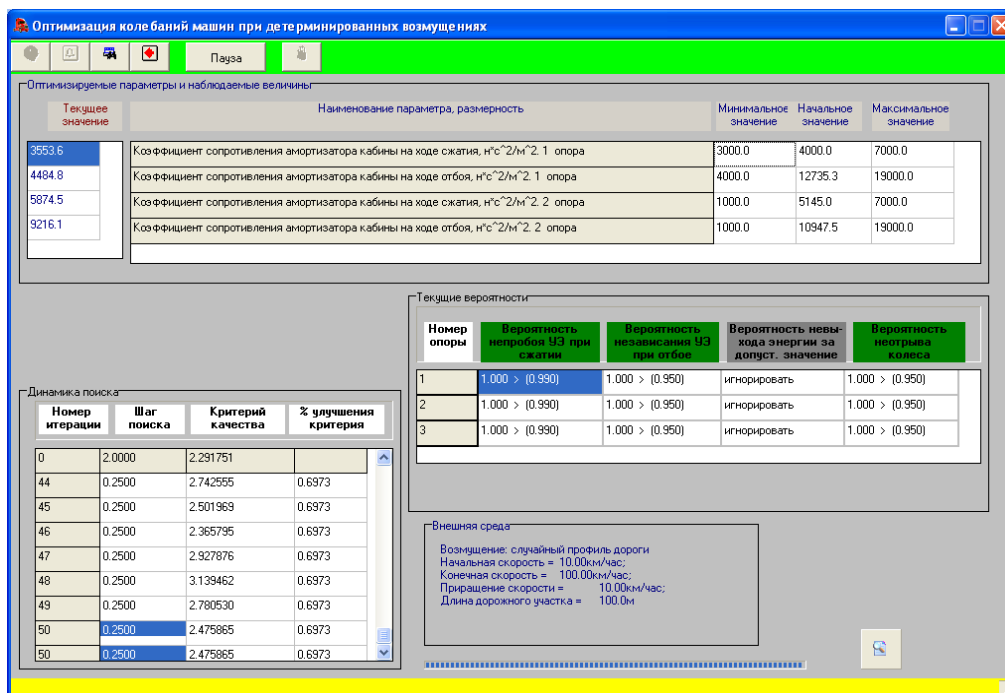 Оптимизация колебаний машин при детерминированных возмущениях
Пауза
Оптимизируемые параметры и наблюдаемые величины
Текущее значение Наименование параметра, размерность Минимальное значение Начальное значение Максимальное значение
3553.6 Коэффициент сопротивления амортизатора кабины на ходе сжатия, н*с^2/м^2. 1 опора 3000.0 4000.0 7000.0
4484.8 Коэффициент сопротивления амортизатора кабины на ходе отбоя, н*с^2/м^2. 1 опора 4000.0 12735.3 19000.0
5874.5 Коэффициент сопротивления амортизатора кабины на ходе сжатия, н*с^2/м^2. 2 опора 1000.0 5145.0 7000.0
9216.1 Коэффициент сопротивления амортизатора кабины на ходе отбоя, н*с^2/м^2. 2 опора 1000.0 10947.5 19000.0
Текущие вероятности
Номер опоры Вероятность непробоя УЭ при сжатии Вероятность независания УЭ при отбое Вероятность невы-хода энергии за допуст. значение Вероятность неотрыва колеса
1 1.000 > (0.990) 1.000 > (0.950) игнорировать 1.000 > (0.950)
2 1.000 > (0.990) 1.000 > (0.950) игнорировать 1.000 > (0.950)
3 1.000 > (0.990) 1.000 > (0.950) игнорировать 1.000 > (0.950)
Динамика поиска
Номер итерации Шаг поиска Критерий качества % улучшения критерия
0 2.0000 2.291751
44 0.2500 2.742555 0.6973
45 0.2500 2.501969 0.6973
46 0.2500 2.365795 0.6973
47 0.2500 2.927876 0.6973
48 0.2500 3.139462 0.6973
49 0.2500 2.780530 0.6973
50 0.2500 2.475865 0.6973
50 0.2500 2.475865 0.6973
Внешняя среда
Возмущение: случайный профиль дороги
Начальная скорость = 10.00км/час;
Конечная скорость = 100.00км/час;
Приращение скорости = 10.00км/час;
Длина дорожного участка = 100.0м